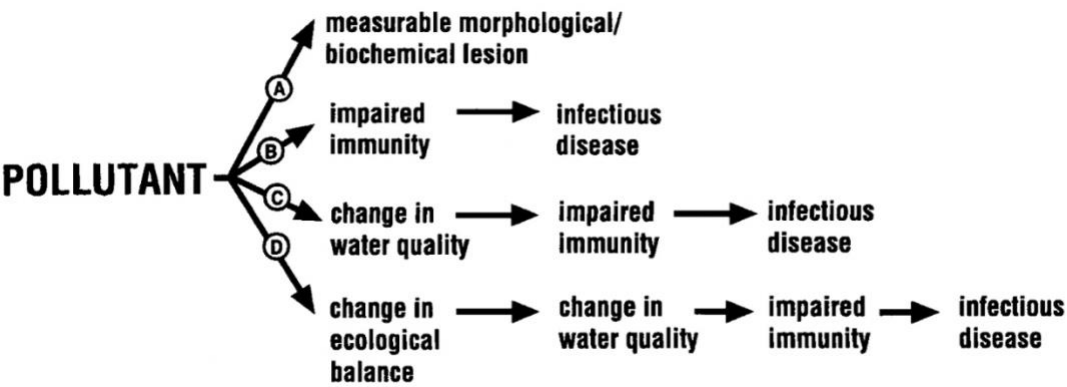 measurable morphological/
biochemical lesion
A
impaired
immunity
infectious
disease
B
POLLUTANT
C
change in
water quality
impaired
immunity
infectious
disease
D
change in
ecological
balance
change in
water quality
impaired
immunity
infectious
disease